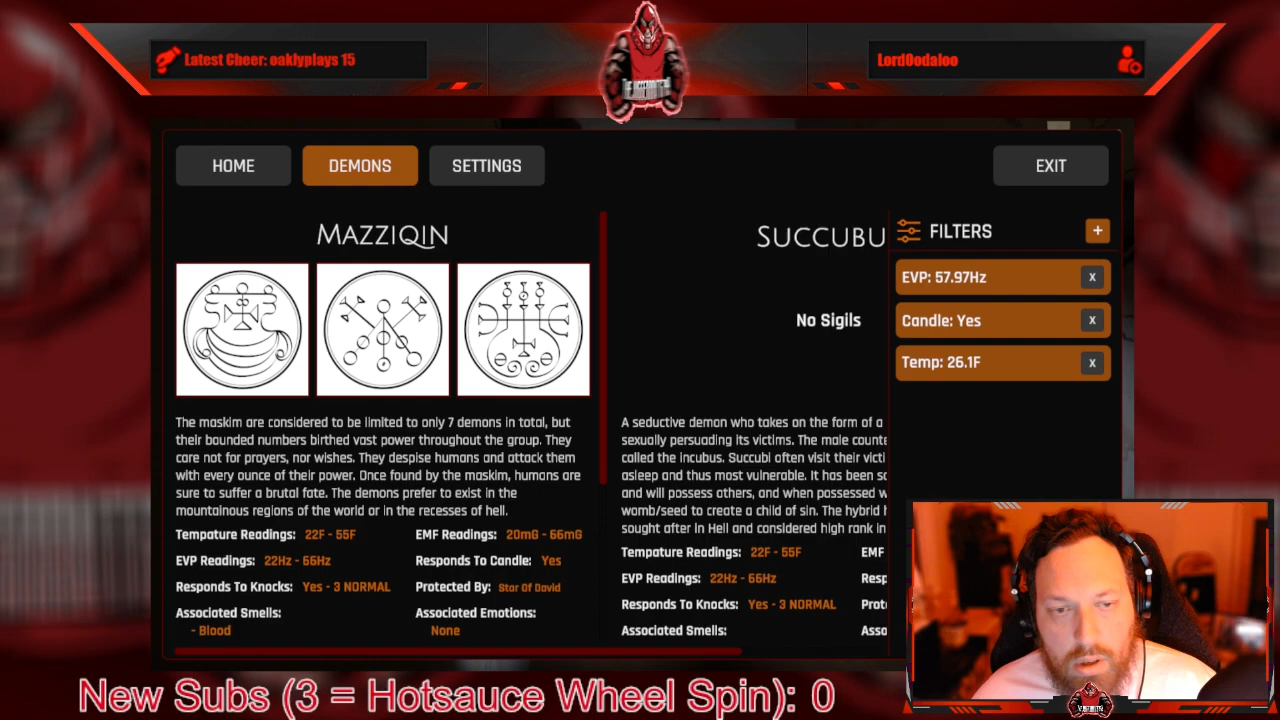 Latest Cheer: oaklyplays 15
LordOodaloo
HOME
DEMONS
SETTINGS
EXIT
MAZZIQIN
The maskim are considered to be limited to only 7 demons in total, but
their bounded numbers birthed vast power throughout the group. They
care not for prayers, nor wishes. They despise humans and attack them
with every ounce of their power. Once found by the maskim, humans are
sure to suffer a brutal fate. The demons prefer to exist in the
mountainous regions of the world or in the recesses of hell.
Tempature Readings: 22F - 55F
EMF Readings: 20mG - 66mG
EVP Readings: 22Hz - 66Hz
Responds To Candle: Yes
Responds To Knocks: Yes - 3 NORMAL
Protected By: Star Of David
Associated Smells:
- Blood
Associated Emotions:
None
SUCCUBU
No Sigils
A seductive demon who takes on the form of a
sexually persuading its victims. The male counte
called the incubus. Succubi often visit their victi
asleep and thus most vulnerable. It has been sa
and will possess others, and when possessed w
womb/seed to create a child of sin. The hybrid h
sought after in Hell and considered high rank in
Tempature Readings: 22F - 55F
EMF
EVP Readings: 22Hz - 66Hz
Resp
Responds To Knocks: Yes - 3 NORMAL
Prote
Associated Smells:
Asso
FILTERS
+
EVP: 57.97Hz
X
Candle: Yes
X
Temp: 26.1F
X
New Subs (3 = Hotsauce Wheel Spin): 0